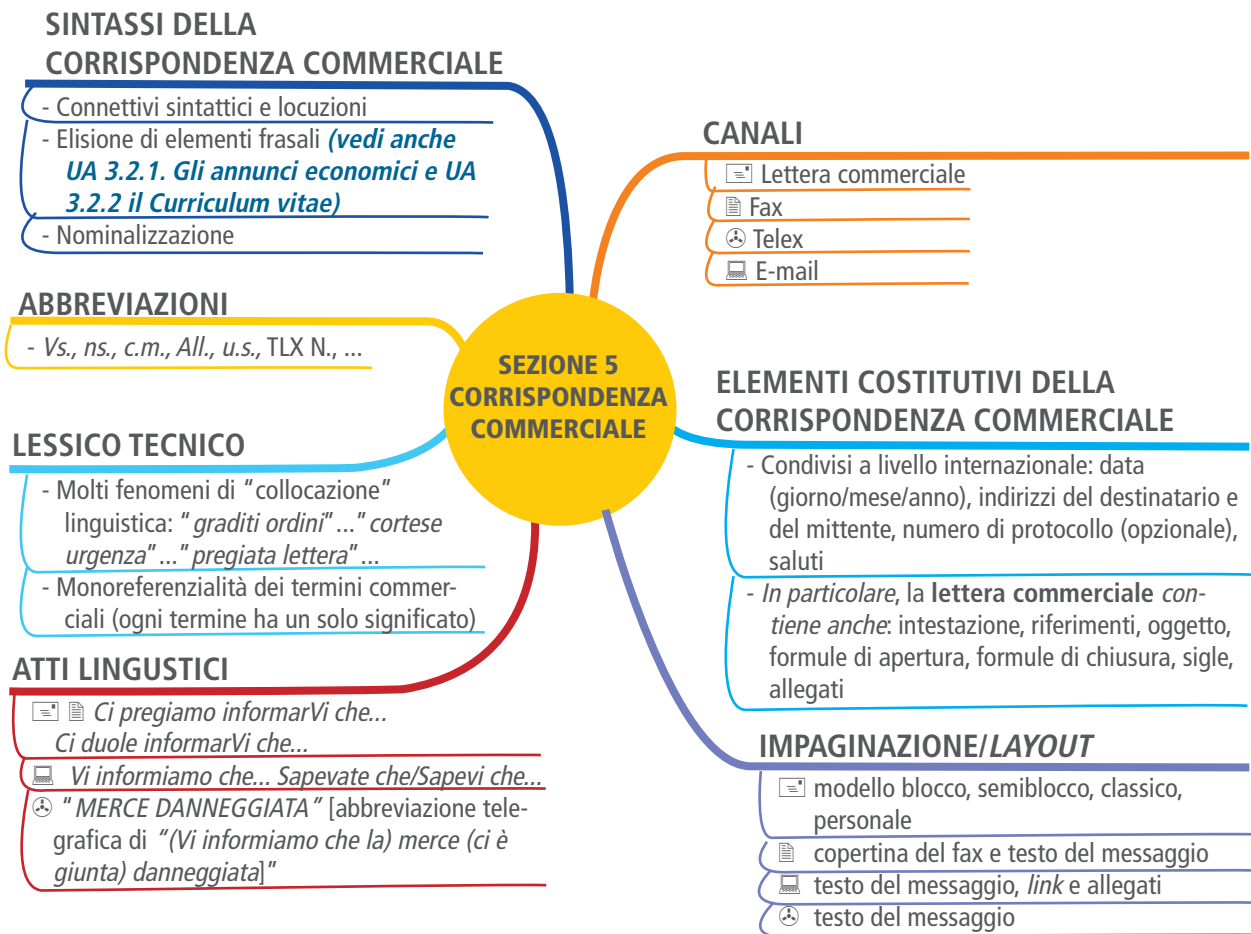 SINTASSI DELLA
CORRISPONDENZA COMMERCIALE
- Connettivi sintattici e locuzioni
- Elisione di elementi frasali (vedi anche
UA 3.2.1. Gli annunci economici e UA
3.2.2 il Curriculum vitae)
- Nominalizzazione
ABBREVIAZIONI
- Vs., ns., c.m., All., u.s., TLX N., ...
LESSICO TECNICO
- Molti fenomeni di "collocazione"
linguistica: "graditi ordini"..."cortese
urgenza"..."pregiata lettera"...
- Monoreferenzialità dei termini commer-
ciali (ogni termine ha un solo significato)
ATTI LINGUSTICI
Ci pregiamo informarVi che...
Ci duole informarVi che...
Vi informiamo che... Sapevate che/Sapevi che...
"MERCE DANNEGGIATA" [abbreviazione tele-
grafica di "(Vi informiamo che la) merce (ci è
giunta) danneggiata]"
SEZIONE 5
CORRISPONDENZA
COMMERCIALE
CANALI
Lettera commerciale
Fax
Telex
E-mail
ELEMENTI COSTITUTIVI DELLA
CORRISPONDENZA COMMERCIALE
- Condivisi a livello internazionale: data
(giorno/mese/anno), indirizzi del destinatario e
del mittente, numero di protocollo (opzionale),
saluti
- In particolare, la lettera commerciale con-
tiene anche: intestazione, riferimenti, oggetto,
formule di apertura, formule di chiusura, sigle,
allegati
IMPAGINAZIONE/LAYOUT
modello blocco, semiblocco, classico,
personale
copertina del fax e testo del messaggio
testo del messaggio, link e allegati
testo del messaggio